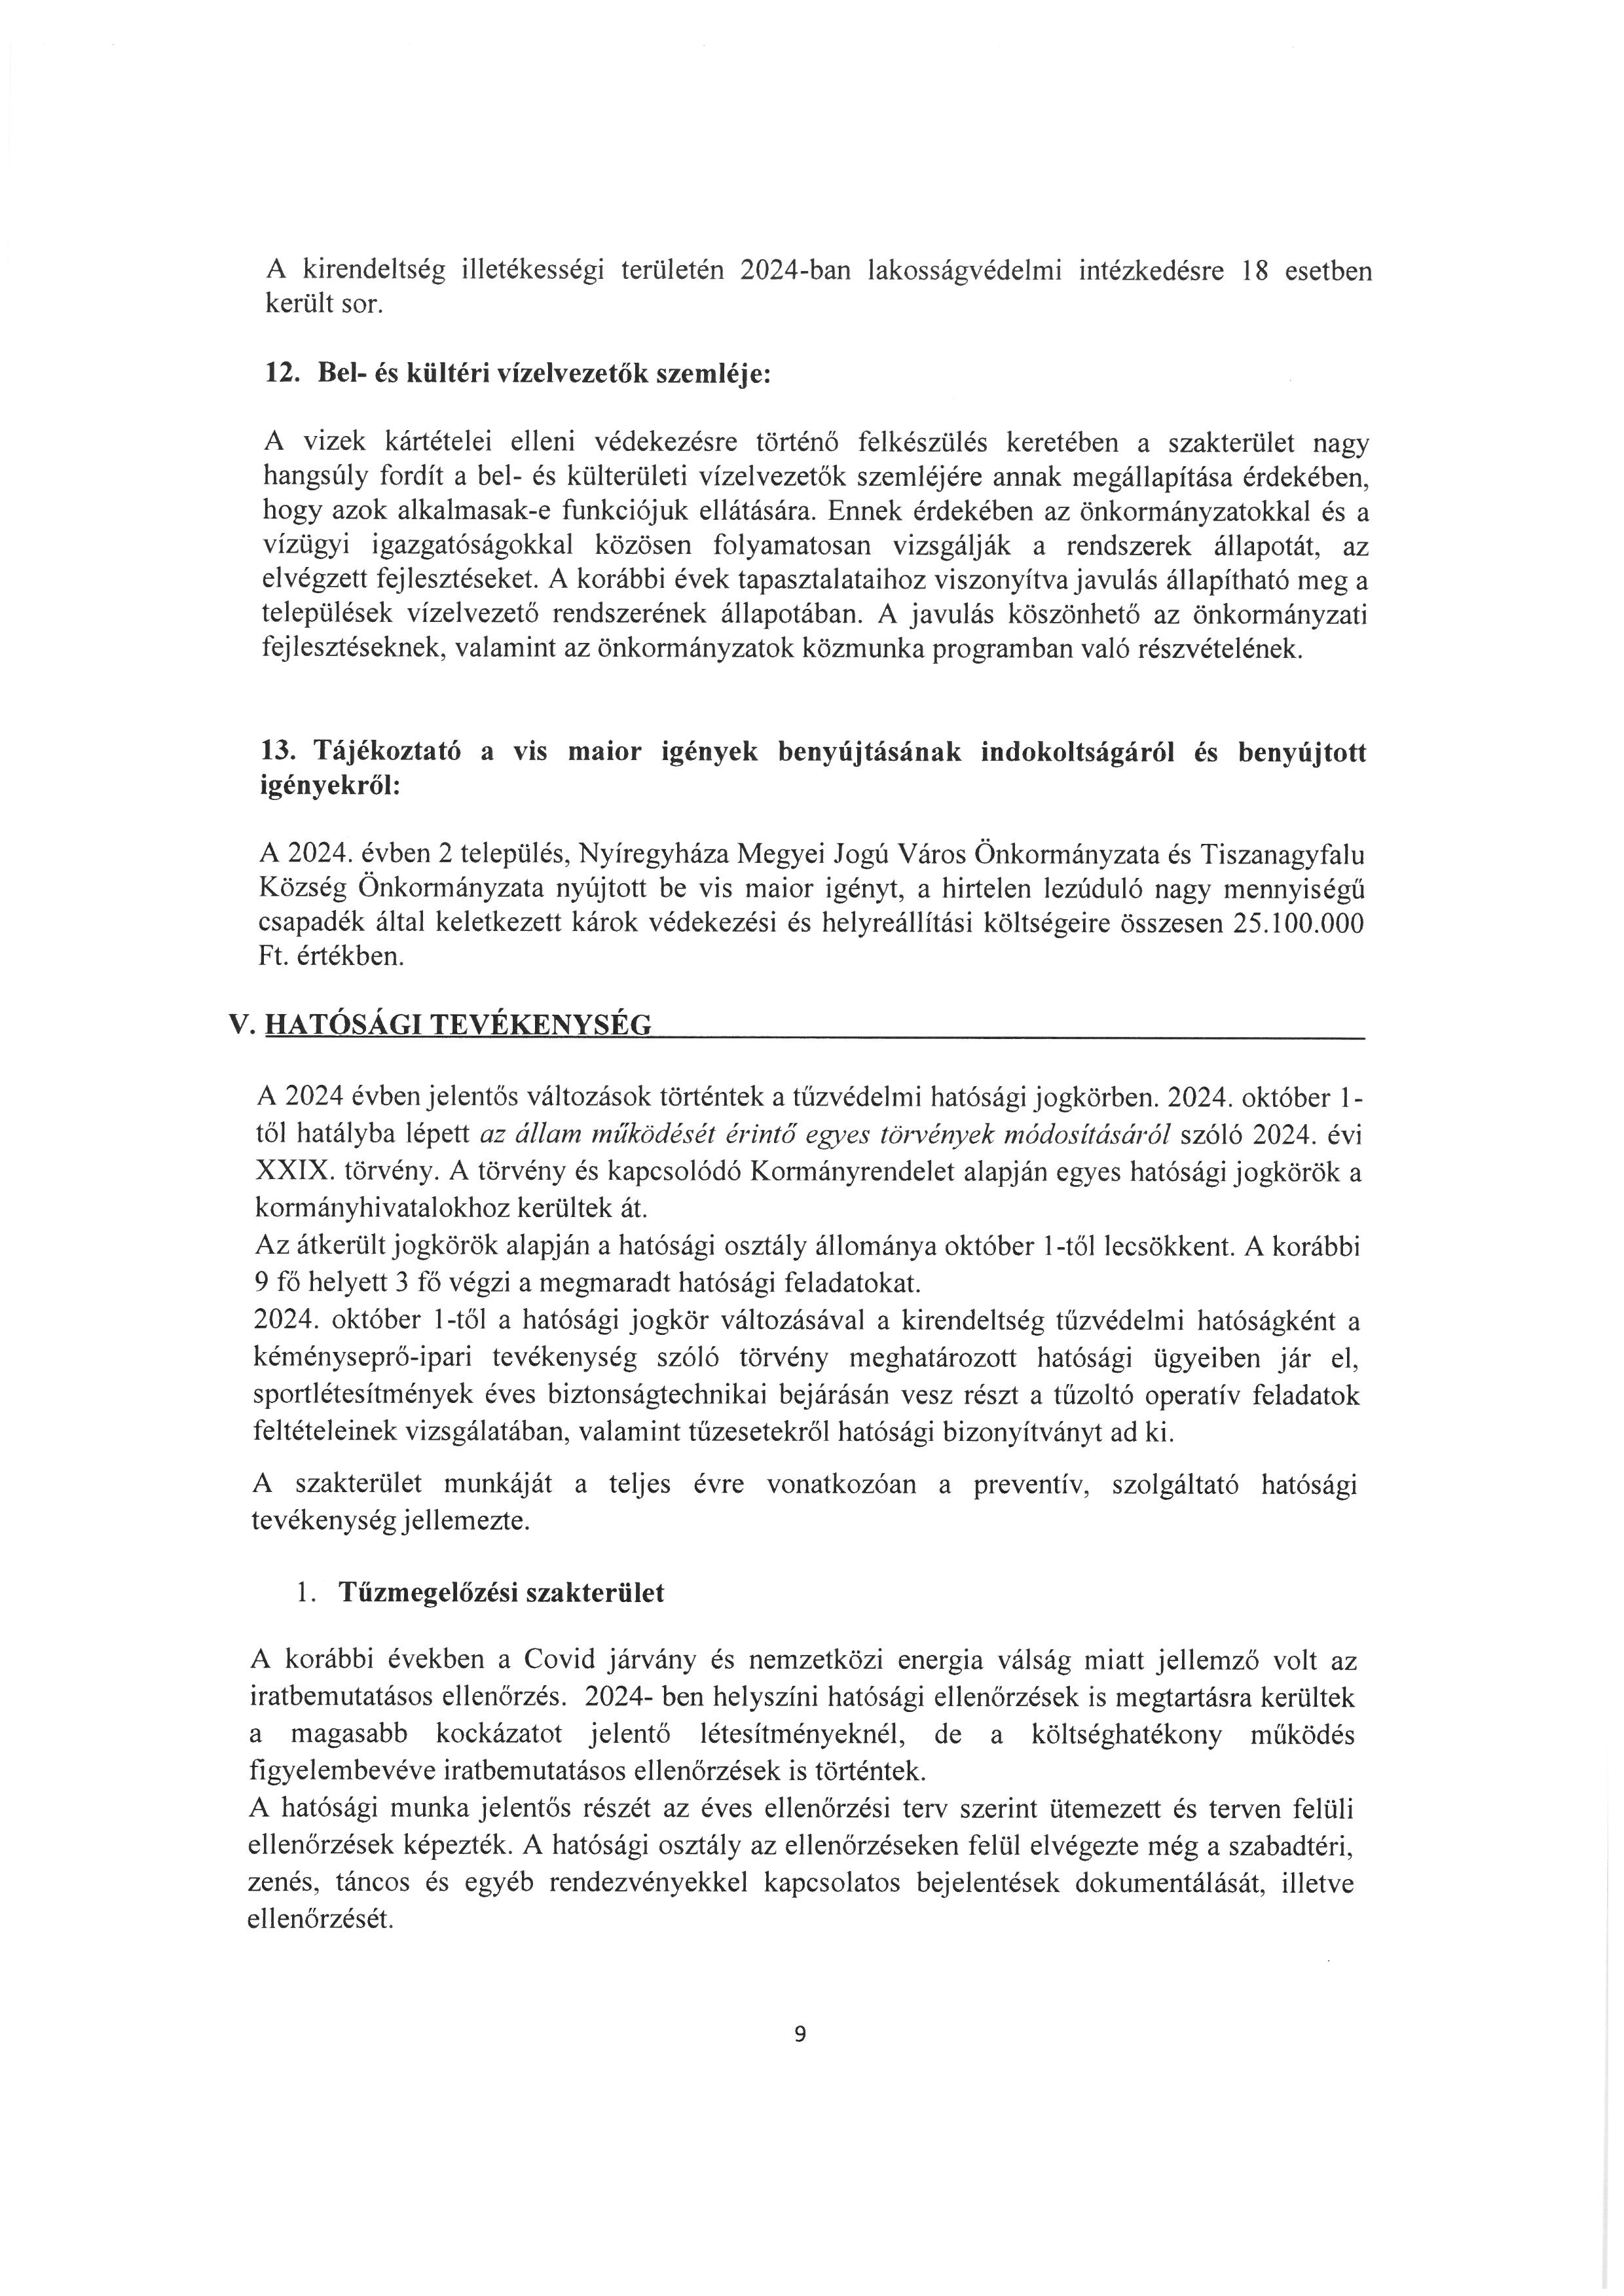 A kirendeltség illetékességi területén 2024-ban lakosságvédelmi intézkedésre 18 esetben
került sor.
12. Bel- és kültéri vízelvezetők szemléje:
A vizek kártételei elleni védekezésre történő felkészülés keretében a szakterület nagy
hangsúly fordít a bel- és külterületi vízelvezetők szemléjére annak megállapítása érdekében,
hogy azok alkalmasak-e funkciójuk ellátására. Ennek érdekében az önkormányzatokkal és a
vízügyi igazgatóságokkal közösen folyamatosan vizsgálják a rendszerek állapotát, az
elvégzett fejlesztéseket. A korábbi évek tapasztalataihoz viszonyítva javulás állapítható meg a
települések vízelvezető rendszerének állapotában. A javulás köszönhető az önkormányzati
fejlesztéseknek, valamint az önkormányzatok közmunka programban való részvételének.
13. Tájékoztató a vis maior igények benyújtásának indokoltságáról és benyújtott
igényekről:
A 2024. évben 2 település, Nyíregyháza Megyei Jogú Város Önkormányzata és Tiszanagyfalu
Község Önkormányzata nyújtott be vis maior igényt, a hirtelen lezúduló nagy mennyiségű
csapadék által keletkezett károk védekezési és helyreállítási költségeire összesen 25.100.000
Ft. értékben.
V. HATÓSÁGI TEVÉKENYSÉG
A 2024 évben jelentős változások történtek a tűzvédelmi hatósági jogkörben. 2024. október 1-
től hatályba lépett az állam működését érintő egyes törvények módosításáról szóló 2024. évi
XXIX. törvény. A törvény és kapcsolódó Kormányrendelet alapján egyes hatósági jogkörök a
kormányhivatalokhoz kerültek át.
Az átkerült jogkörök alapján a hatósági osztály állománya október 1-től lecsökkent. A korábbi
9 fő helyett 3 fő végzi a megmaradt hatósági feladatokat.
2024. október 1-től a hatósági jogkör változásával a kirendeltség tűzvédelmi hatóságként a
kéményseprő-ipari tevékenység szóló törvény meghatározott hatósági ügyeiben jár el,
sportlétesítmények éves biztonságtechnikai bejárásán vesz részt a tűzoltó operatív feladatok
feltételeinek vizsgálatában, valamint tűzesetekről hatósági bizonyítványt ad ki.
A szakterület munkáját a teljes évre vonatkozóan a preventív, szolgáltató hatósági
tevékenység jellemezte.
1. Tűzmegelőzési szakterület
A korábbi években a Covid járvány és nemzetközi energia válság miatt jellemző volt az
iratbemutatásos ellenőrzés. 2024- ben helyszíni hatósági ellenőrzések is megtartásra kerültek
a magasabb kockázatot jelentő létesítményeknél, de a költséghatékony működés
figyelembevéve iratbemutatásos ellenőrzések is történtek.
A hatósági munka jelentős részét az éves ellenőrzési terv szerint ütemezett és terven felüli
ellenőrzések képezték. A hatósági osztály az ellenőrzéseken felül elvégezte még a szabadtéri,
zenés, táncos és egyéb rendezvényekkel kapcsolatos bejelentések dokumentálását, illetve
ellenőrzését.
9